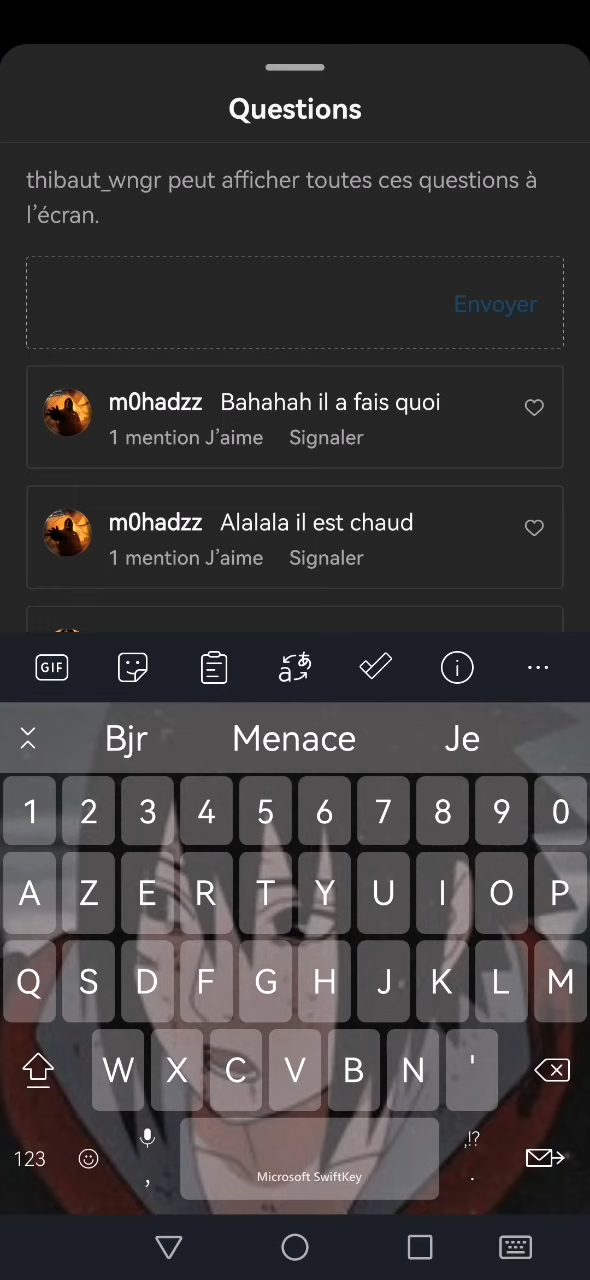 Questions
thibaut_wngr peut afficher toutes ces questions à
l’écran.
Envoyer
m0hadzz Bahahah il a fais quoi
1 mention J’aime Signaler
m0hadzz Alalala il est chaud
1 mention J’aime Signaler
GIF
Bjr Menace Je
1 2 3 4 5 6 7 8 9 0
A Z E R T Y U I O P
Q S D F G H J K L M
W X C V B N '
,!?
123 , Microsoft SwiftKey .